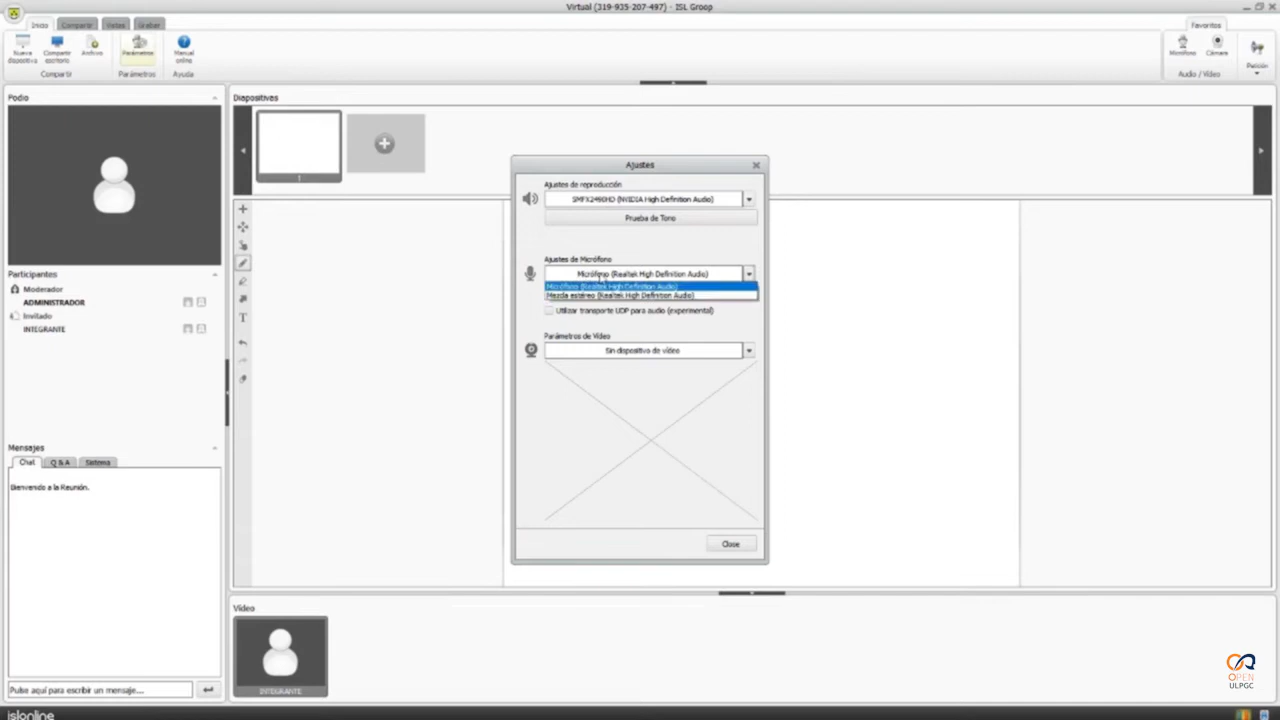 Virtual (319-935-207-497) - ISL Groop
Inicio
Compartir
Vistas
Grabar
Favoritos
Nueva diapositiva
Compartir escritorio
Archivo
Parámetros
Manual online
Micrófono
Cámara
Petición
Compartir
Parámetros
Ayuda
Audio / Vídeo
Podio
Diapositives
1
Ajustes
Ajustes de reproducción
SMFX2490HD (NVIDIA High Definition Audio)
Prueba de Tono
Ajustes de Micrófono
Micrófono (Realtek High Definition Audio)
Micrófono (Realtek High Definition Audio)
Mezcla estéreo (Realtek High Definition Audio)
Utilizar transporte UDP para audio (experimental)
Parámetros de Vídeo
Sin dispositivo de vídeo
Close
Participantes
Moderador
ADMINISTRADOR
Invitado
INTEGRANTE
Mensajes
Chat
Q & A
Sistema
Bienvendo a la Reunión.
Pulse aquí para escribir un mensaje....
Vídeo
INTEGRANTE
islonline
OPEN
ULPGC